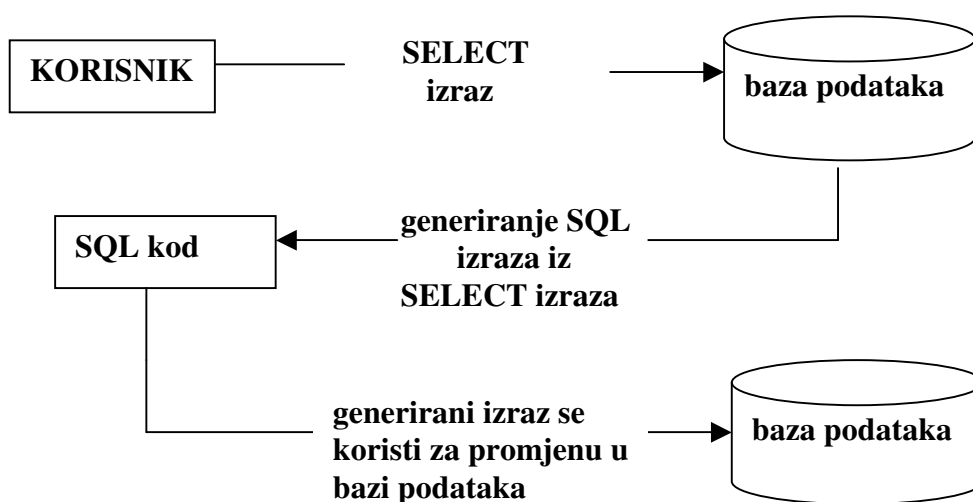 KORISNIK
SELECT
izraz
baza podataka
generiranje SQL
izraza iz
SELECT izraza
SQL kod
generirani izraz se
koristi za promjenu u
bazi podataka
baza podataka